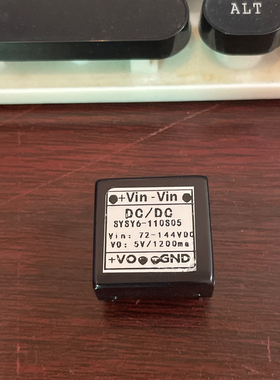 ALT
+Vin -Vin
DC/DC
SYSY6-110S05
Vin: 72-144VDC
VO: 5V/1200ma
+VO GND